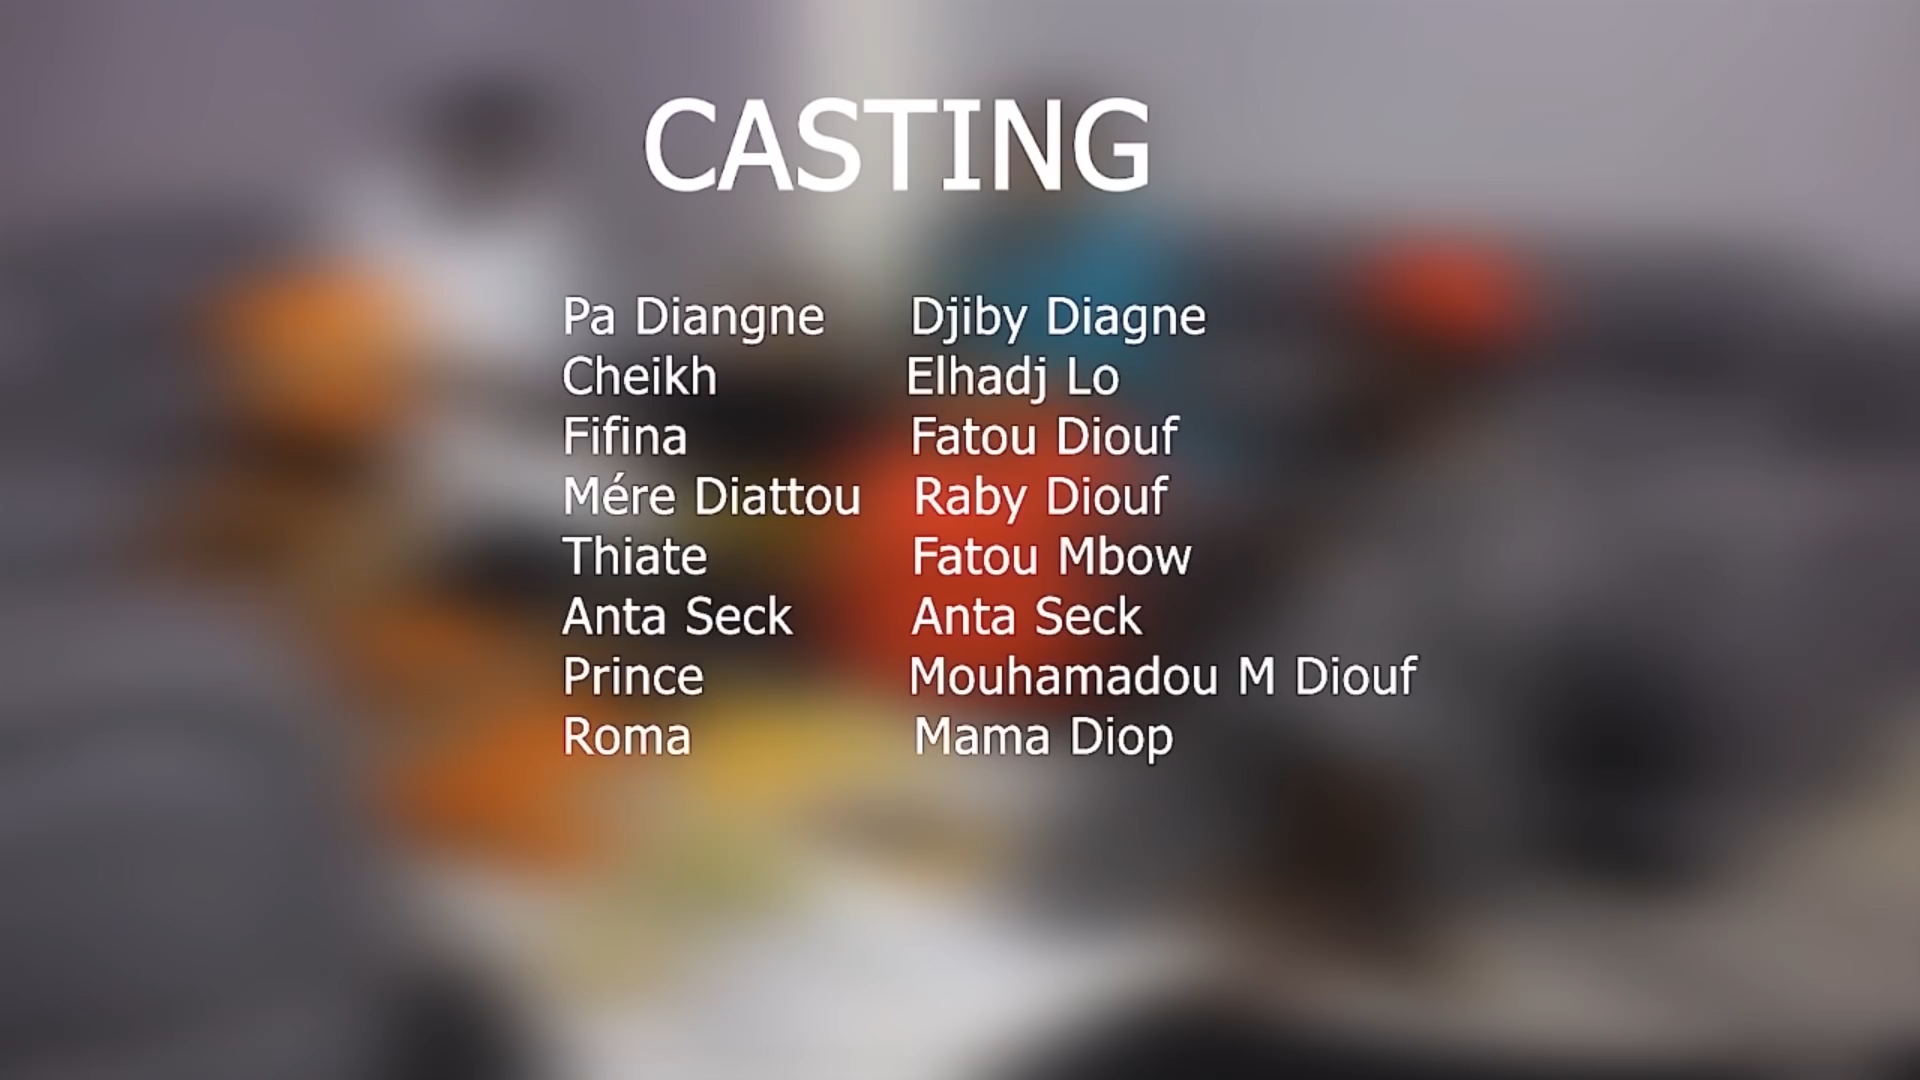 CASTING
Pa Diangne Djiby Diagne
Cheikh Elhadj Lo
Fifina Fatou Diouf
Mére Diattou Raby Diouf
Thiate Fatou Mbow
Anta Seck Anta Seck
Prince Mouhamadou M Diouf
Roma Mama Diop